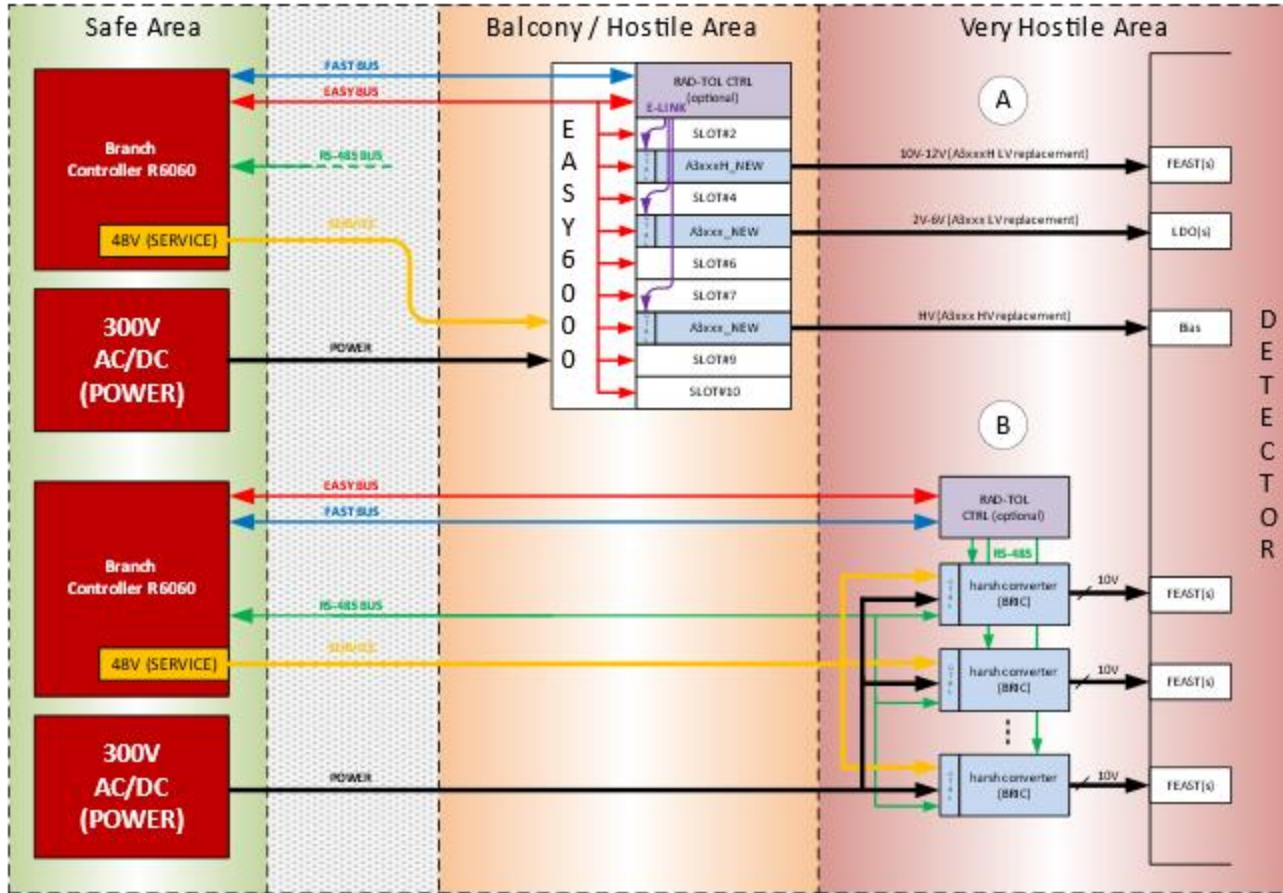 Safe Area
Balcony / Hostile Area
Very Hostile Area
FAST BUS
EASY BUS
RS-485 BUS
SERVICE
POWER
Branch
Controller R6060
48V (SERVICE)
300V
AC/DC
(POWER)
E
A
S
Y
6
0
0
0
RAD-TOL CTRL
(optional)
E-LINK
SLOT#2
A3xxxH_NEW
SLOT#4
A3xxx_NEW
SLOT#6
SLOT#7
A3xxx_NEW
SLOT#9
SLOT#10
A
10V-12V (A3xxxH LV replacement)
FEAST(s)
2V-6V (A3xxx LV replacement)
LDO(s)
HV (A3xxx HV replacement)
Bias
D
E
T
E
C
T
O
R
B
EASY BUS
FAST BUS
RS-485 BUS
SERVICE
POWER
Branch
Controller R6060
48V (SERVICE)
300V
AC/DC
(POWER)
RAD-TOL
CTRL (optional)
RS-485
harsh converter
(BRIC)
10V
FEAST(s)
harsh converter
(BRIC)
10V
FEAST(s)
harsh converter
(BRIC)
10V
FEAST(s)